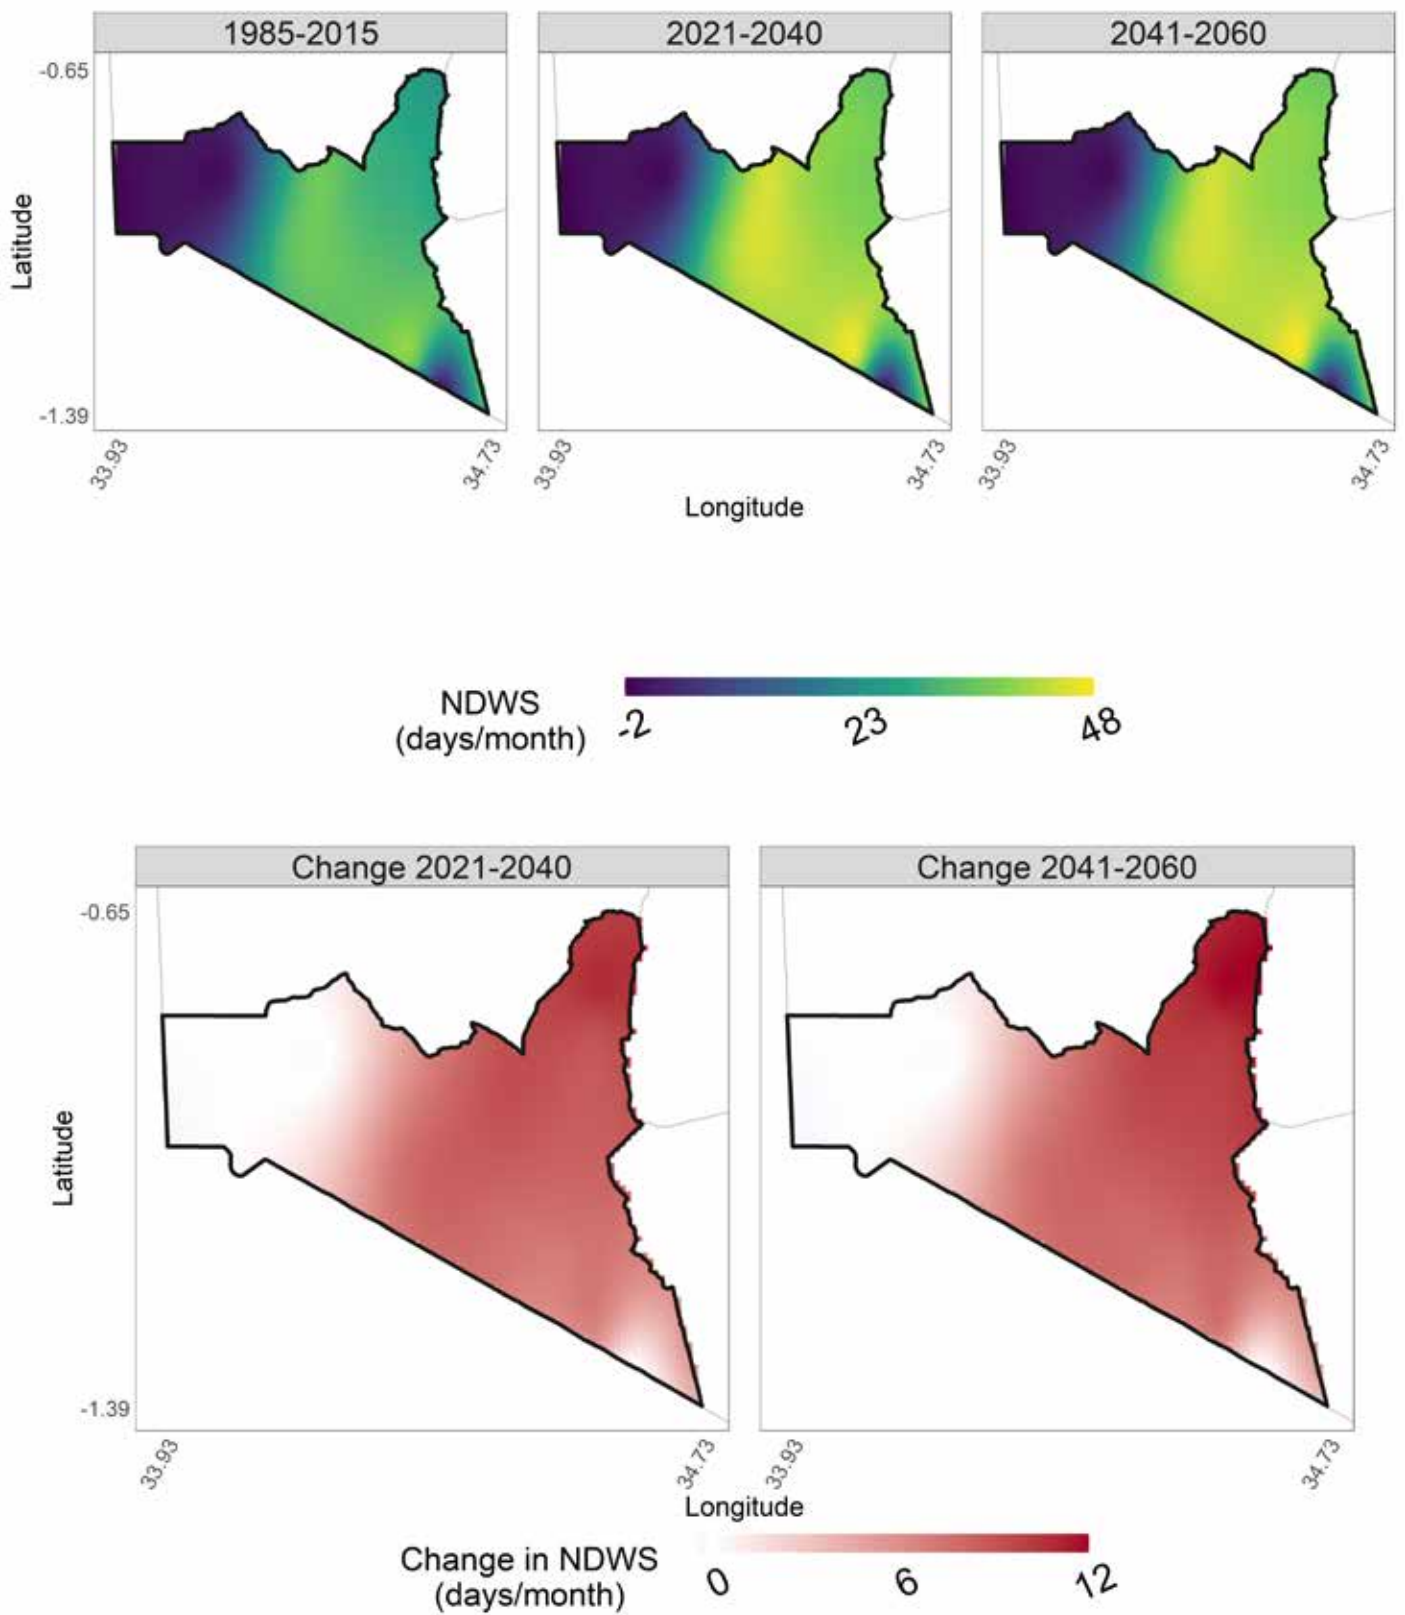 1985-2015
2021-2040
2041-2060
-0.65
-1.39
Latitude
33.93
34.73
33.93
34.73
33.93
34.73
Longitude
NDWS
(days/month)
-2
23
48
Change 2021-2040
Change 2041-2060
-0.65
-1.39
Latitude
33.93
34.73
33.93
34.73
Longitude
Change in NDWS
(days/month)
0
6
12